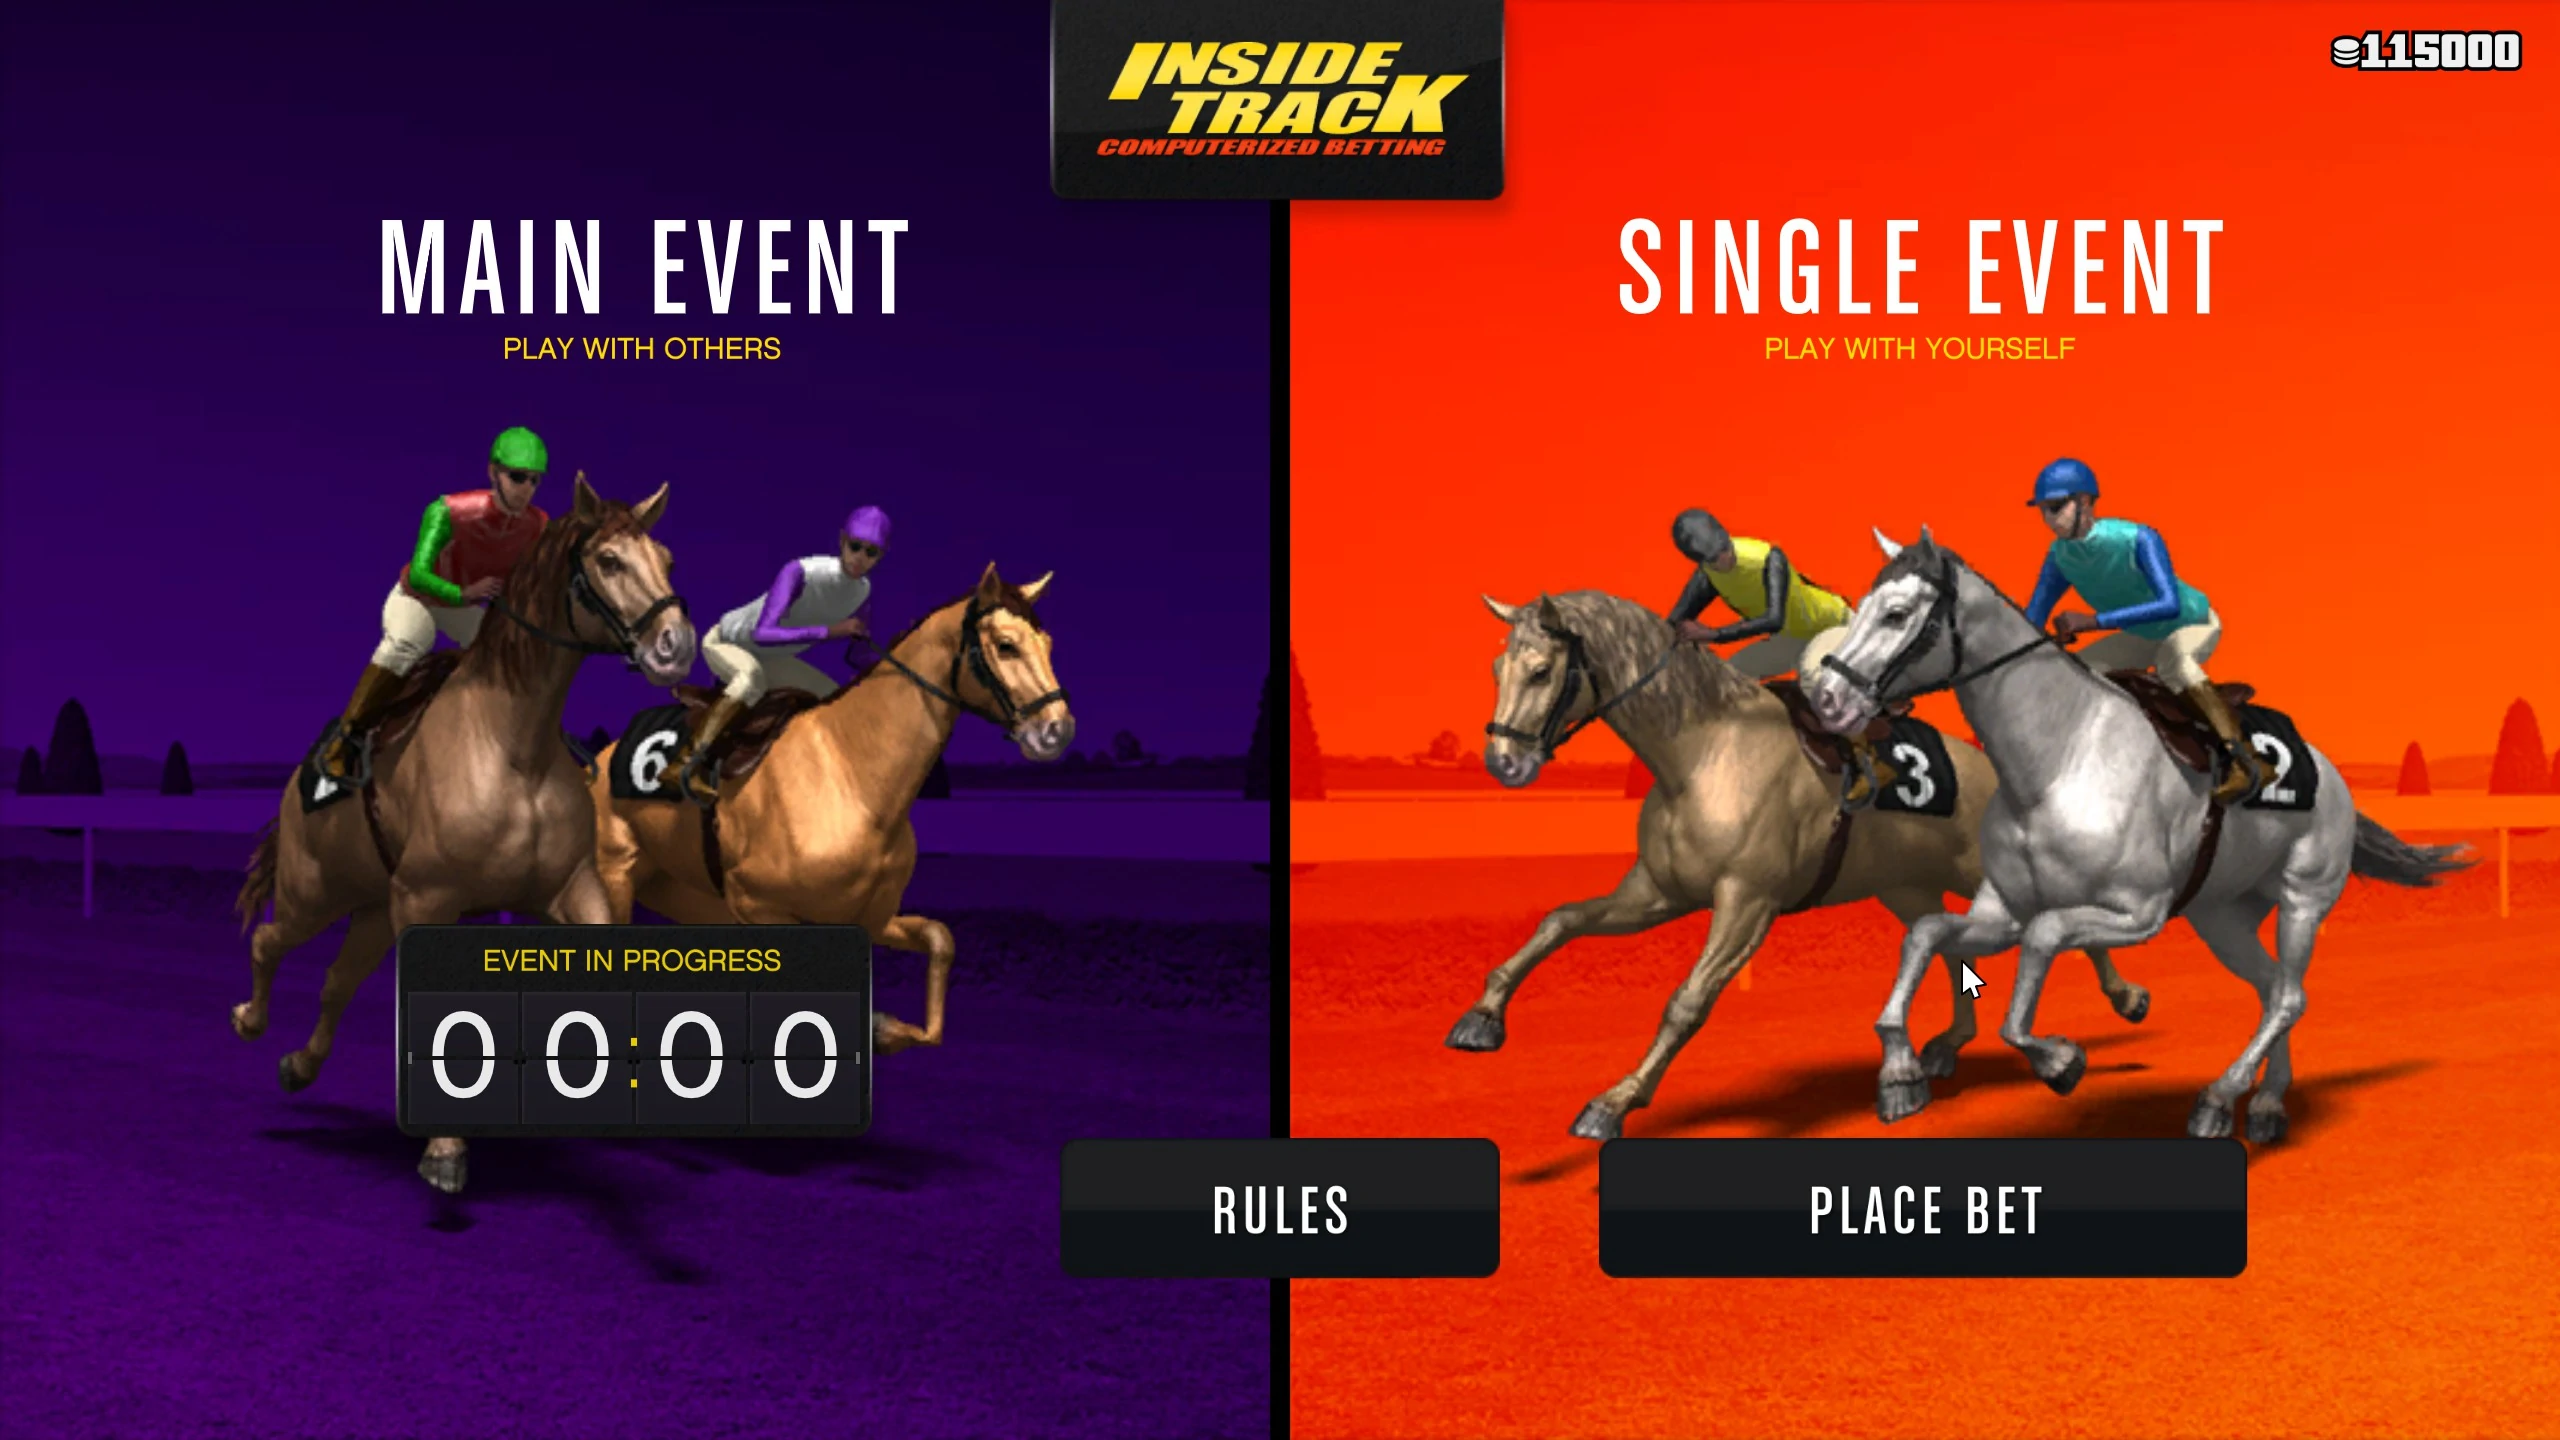 INSIDE
TRACK
COMPUTERIZED BETTING
115000
MAIN EVENT
PLAY WITH OTHERS
SINGLE EVENT
PLAY WITH YOURSELF
6
3
2
EVENT IN PROGRESS
00:00
RULES
PLACE BET